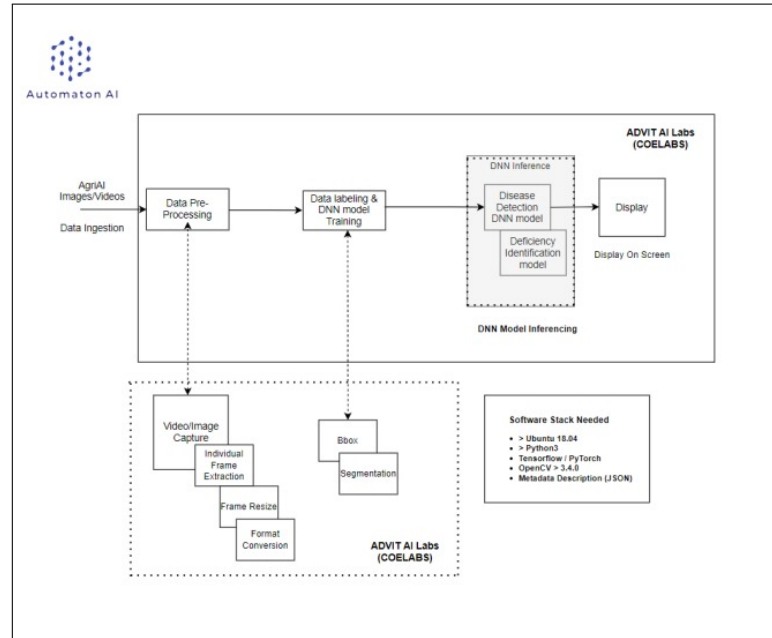 Automaton AI
ADVIT AI Labs
(COELABS)
AgriAI
Images/Videos
Data Ingestion
Data Pre-
Processing
Data labeling &
DNN model
Training
DNN Inference
Disease
Detection
DNN model
Deficiency
Identification
model
DNN Model Inferencing
Display
Display On Screen
Video/Image
Capture
Individual
Frame
Extraction
Frame Resize
Format
Conversion
Bbox
Segmentation
ADVIT AI Labs
(COELABS)
Software Stack Needed
• > Ubuntu 18.04
• > Python3
• Tensorflow / PyTorch
• OpenCV > 3.4.0
• Metadata Description (JSON)